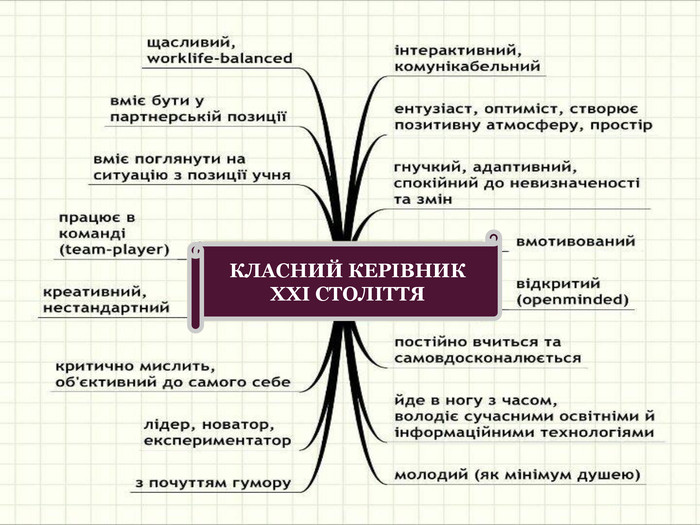 щасливий,
worklife-balanced
вміє бути у
партнерській позиції
вміє поглянути на
ситуацію з позиції учня
працює в
команді
(team-player)
креативний,
нестандартний
критично мислить,
об'єктивний до самого себе
лідер, новатор,
експериментатор
з почуттям гумору
КЛАСНИЙ КЕРІВНИК
ХХІ СТОЛІТТЯ
інтерактивний,
комунікабельний
ентузіаст, оптиміст, створює
позитивну атмосферу, простір
гнучкий, адаптивний,
спокійний до невизначеності
та змін
вмотивований
відкритий
(openminded)
постійно вчиться та
самовдосконалюється
йде в ногу з часом,
володіє сучасними освітніми й
інформаційними технологіями
молодий (як мінімум душею)